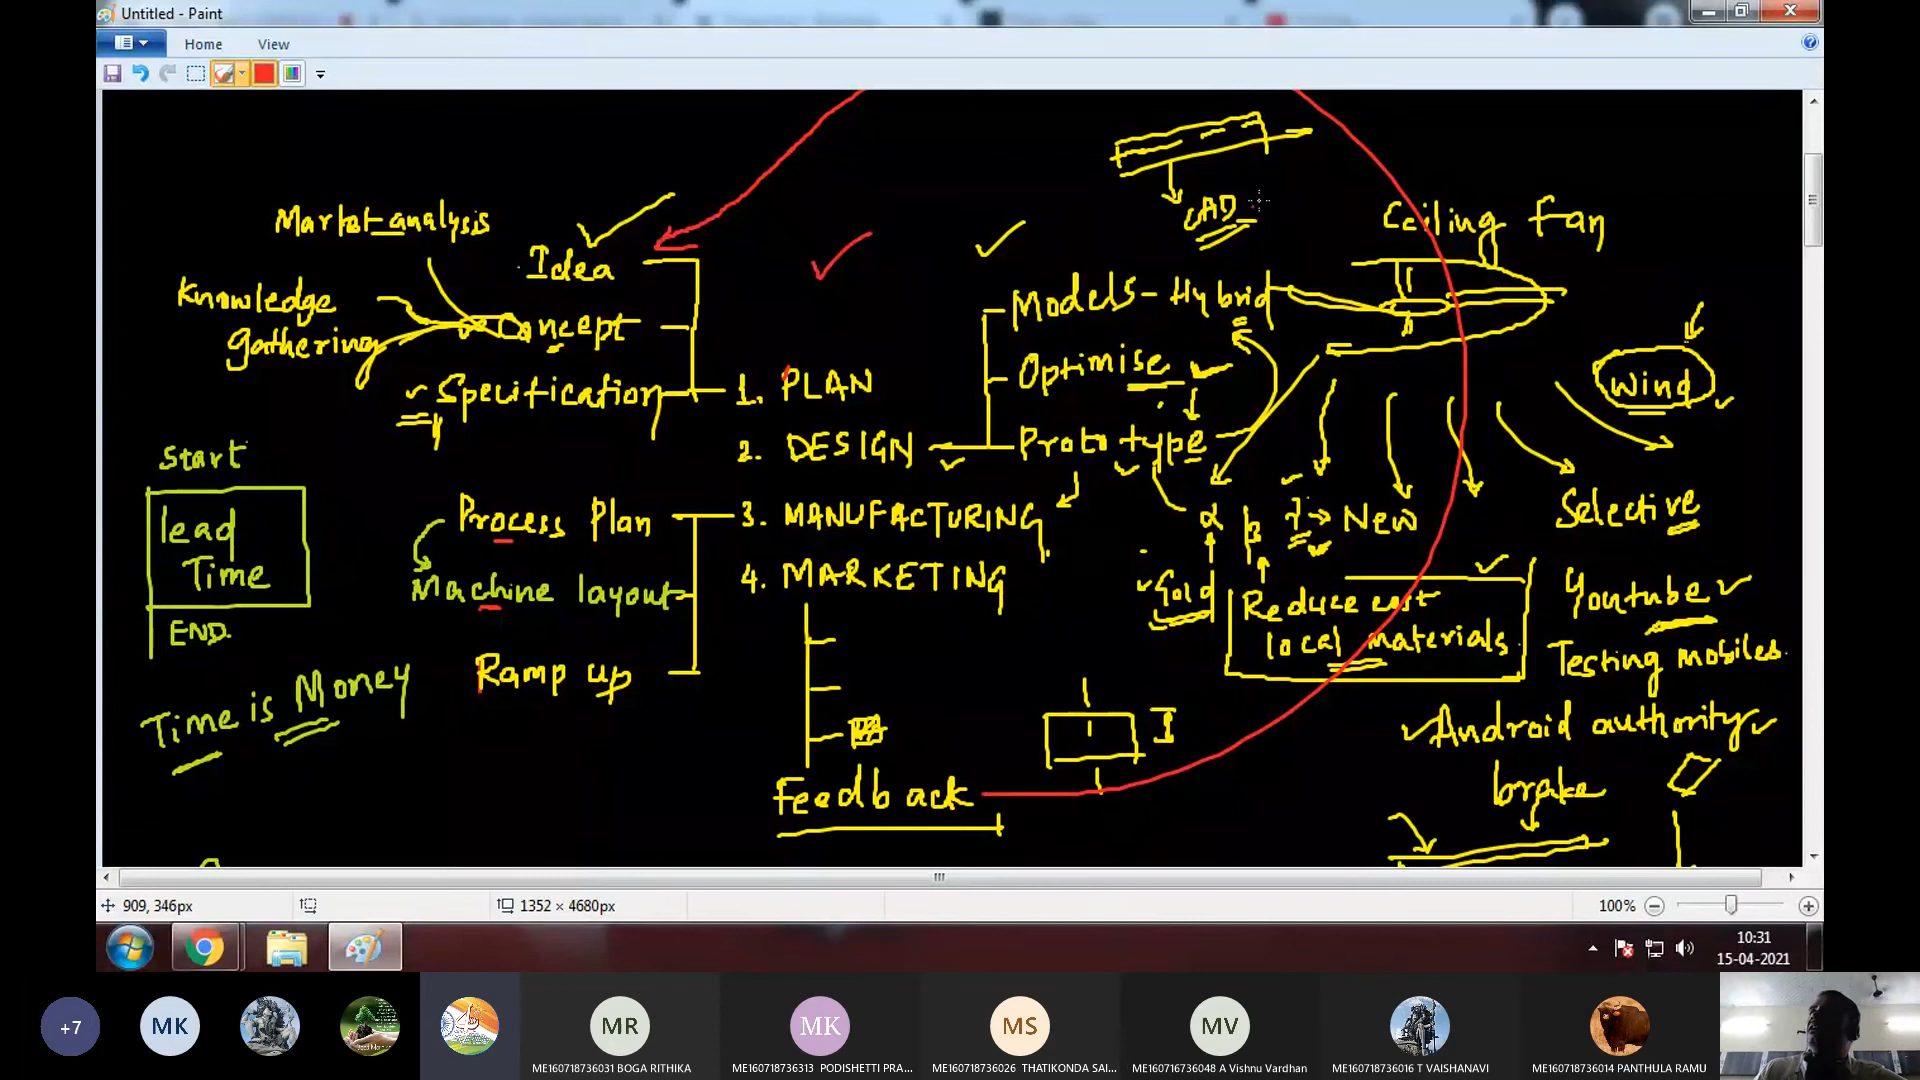 Untitled - Paint
Home
View
CAD
Ceiling Fan
Market analysis
Idea
Knowledge
Gathering
Concept
Models - Hybrid
Optimise
Wind
Specification
1. PLAN
2. DESIGN
Prototype
Start
lead
Time
END
Process Plan
3. MANUFACTURING
α β
New
Selective
Machine layout
4. MARKETING
Gold
Reduce cost
local materials
Youtube
Testing mobiles
Ramp up
Time is Money
I
Android authority
Feedback
brake
909, 346px
1352 × 4680px
100%
10:31
15-04-2021
+7
MK
MR
MK
MS
MV
ME160718736031 BOGA RITHIKA
ME160718736313 PODISHETTI PRA...
ME160718736026 THATIKONDA SAI...
ME160716736048 A Vishnu Vardhan
ME160718736016 T VAISHANAVI
ME160718736014 PANTHULA RAMU